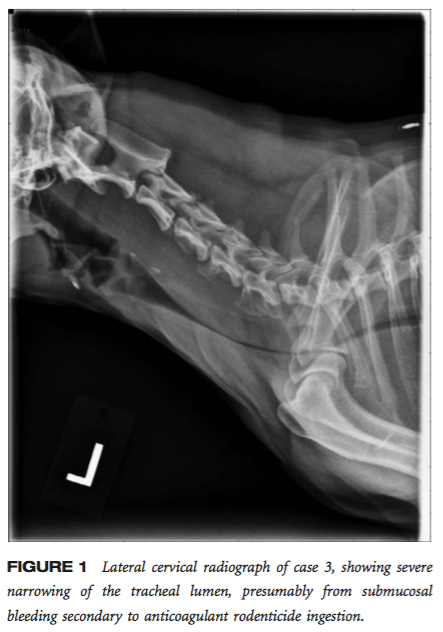 L
FIGURE 1 Lateral cervical radiograph of case 3, showing severe
narrowing of the tracheal lumen, presumably from submucosal
bleeding secondary to anticoagulant rodenticide ingestion.